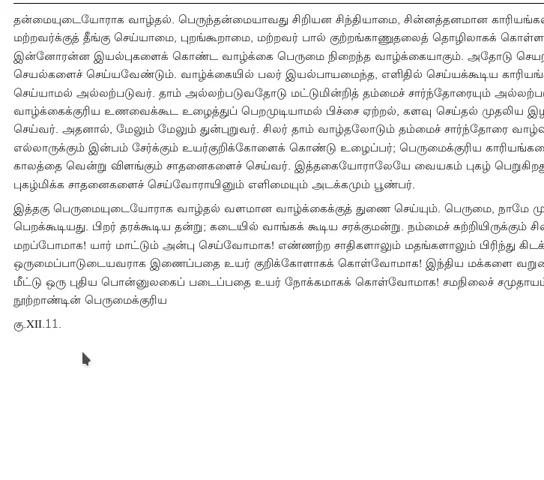 தன்மையுடையோராக வாழ்தல். பெருந்தன்மையாவது சிறியன சிந்தியாமை, சின்னத்தனமான காரியங்க
மற்றவர்க்குத் தீங்கு செய்யாமை, புறங்கூறாமை, மற்றவர் பால் குற்றங்காணுதலைத் தொழிலாகக் கொள்ள
இன்னோரன்ன இயல்புகளைக் கொண்ட வாழ்க்கை பெருமை நிறைந்த வாழ்க்கையாகும். அதோடு செய
செயல்களைச் செய்யவேண்டும். வாழ்க்கையில் பலர் இயல்பாயமைந்த, எளிதில் செய்யக்கூடிய காரியங்
செய்யாமல் அல்லற்படுவர். தாம் அல்லற்படுவதோடு மட்டுமின்றித் தம்மைச் சார்ந்தோரையும் அல்லற்ப
வாழ்க்கைக்குரிய உணவைக்கூட உழைத்துப் பெறமுடியாமல் பிச்சை ஏற்றல், களவு செய்தல் முதலிய இழ
செய்வர். அதனால், மேலும் மேலும் துன்புறுவர். சிலர் தாம் வாழ்தலோடும் தம்மைச் சார்ந்தோரை வாழ்
எல்லாருக்கும் இன்பம் சேர்க்கும் உயர்குறிக்கோளைக் கொண்டு உழைப்பர்; பெருமைக்குரிய காரியங்களை
காலத்தை வென்று விளங்கும் சாதனைகளைச் செய்வர். இத்தகையோராலேயே வையகம் புகழ் பெறுகிறது
புகழ்மிக்க சாதனைகளைச் செய்வோராயினும் எளிமையும் அடக்கமும் பூண்பர்.
இத்தகு பெருமையுடையோராக வாழ்தல் வளமான வாழ்க்கைக்குத் துணை செய்யும். பெருமை, நாமே மு
பெறக்கூடியது. பிறர் தரக்கூடிய தன்று; கடையில் வாங்கக் கூடிய சரக்குமன்று. நம்மைச் சுற்றியிருக்கும் சின
மறப்போமாக! யார் மாட்டும் அன்பு செய்வோமாக! எண்ணற்ற சாதிகளாலும் மதங்களாலும் பிரிந்து கிடக்
ஒருமைப்பாடுடையவராக இணைப்பதை உயர் குறிக்கோளாகக் கொள்வோமாக! இந்திய மக்களை வறு
மீட்டு ஒரு புதிய பொன்னுலகைப் படைப்பதை உயர் நோக்கமாகக் கொள்வோமாக! சமநிலைச் சமுதாயம்
நூற்றாண்டின் பெருமைக்குரிய
கு.XII.11.